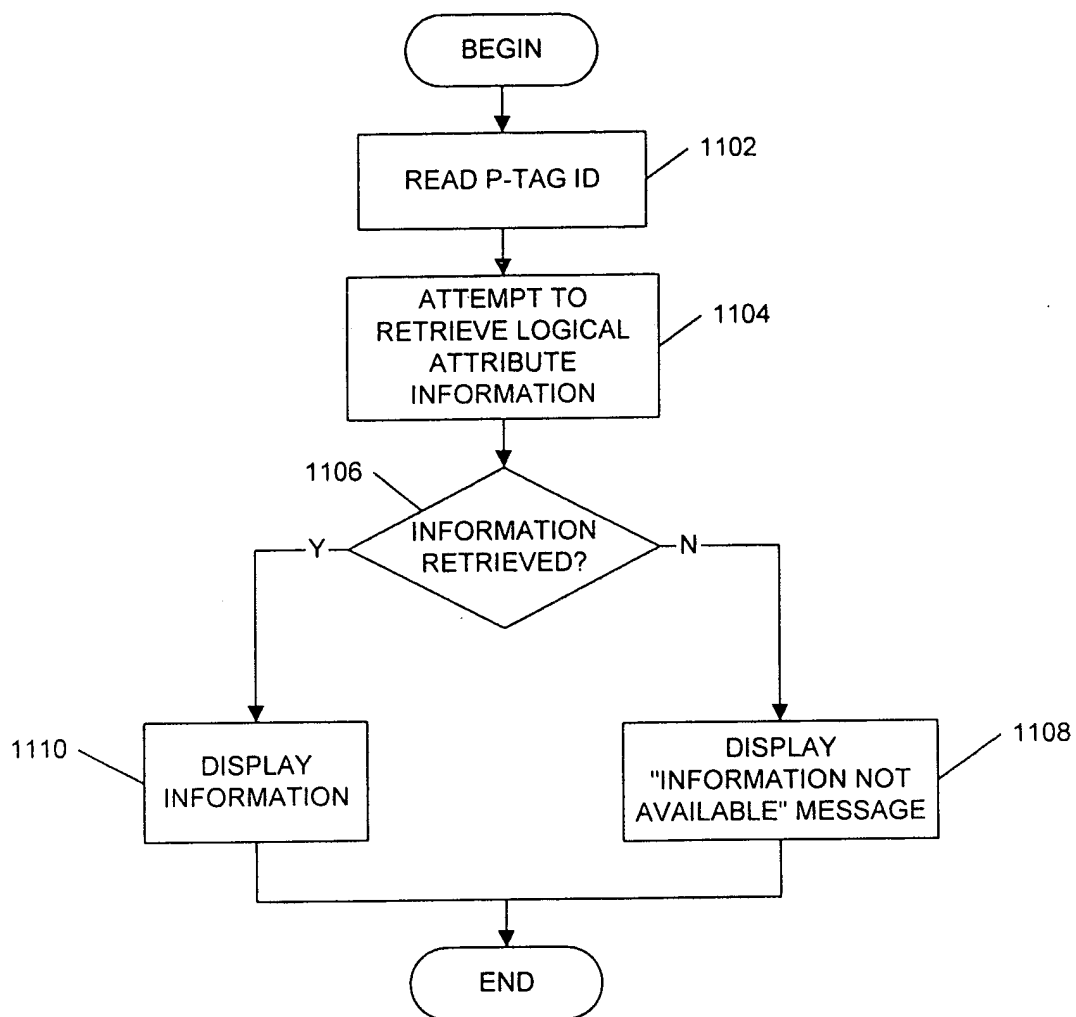 BEGIN
READ P-TAG ID
1102
ATTEMPT TO
RETRIEVE LOGICAL
ATTRIBUTE
INFORMATION
1104
1106
INFORMATION
RETRIEVED?
Y
N
1110
DISPLAY
INFORMATION
DISPLAY
"INFORMATION NOT
AVAILABLE" MESSAGE
1108
END